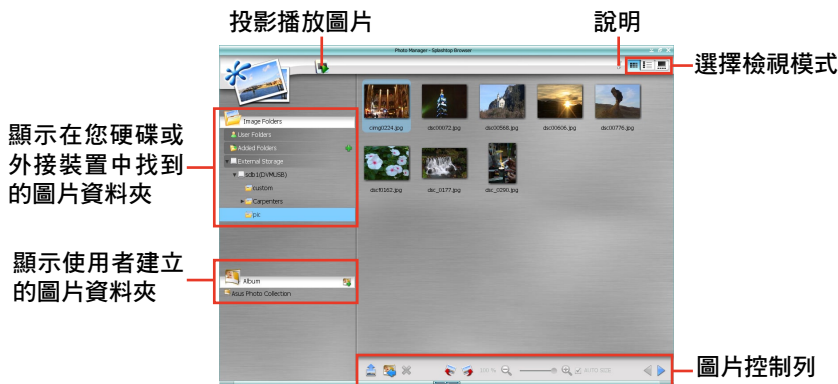 投影播放圖片
說明
Photo Manager - Splashtop Browser
選擇檢視模式
顯示在您硬碟或
外接裝置中找到
的圖片資料夾
Image Folders
User Folders
Added Folders
External Storage
sdb1(DYMUSB)
custom
Carpenters
pic
cimg0224.jpg
dsc00072.jpg
dsc00568.jpg
dsc00606.jpg
dsc00776.jpg
dscf0162.jpg
dsc_0177.jpg
dsc_0290.jpg
顯示使用者建立
的圖片資料夾
Album
Asus Photo Collection
100 %
AUTO SIZE
圖片控制列